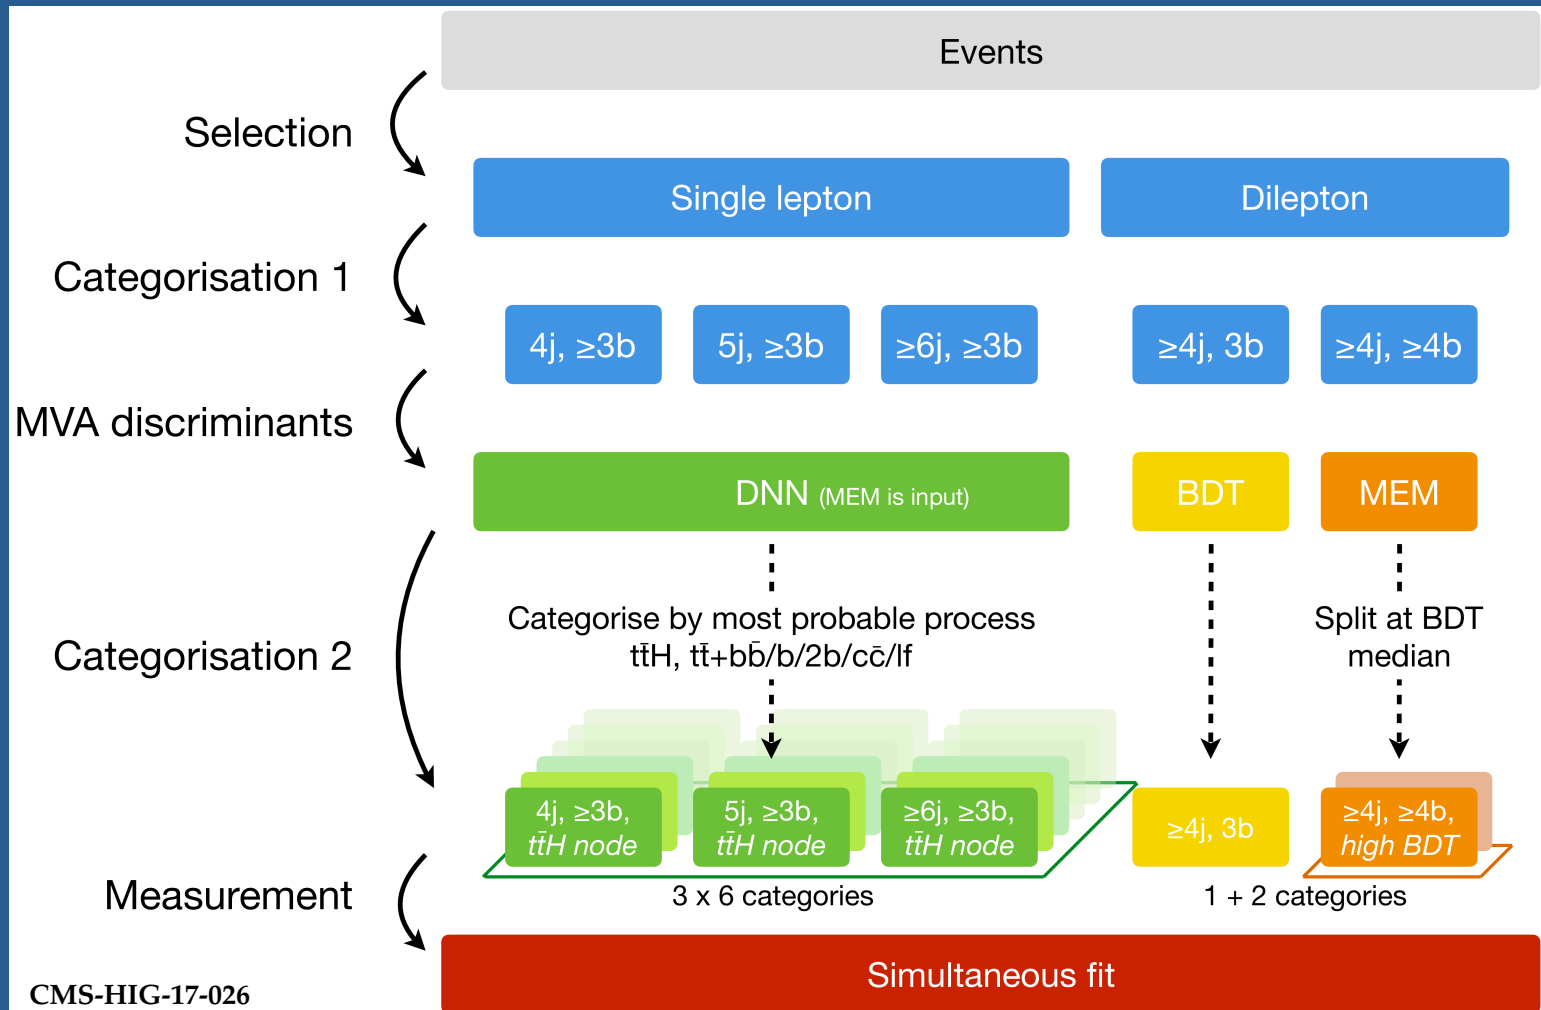 Events
Selection
Single lepton
Dilepton
Categorisation 1
4j, ≥3b
5j, ≥3b
≥6j, ≥3b
≥4j, 3b
≥4j, ≥4b
MVA discriminants
DNN (MEM is input)
BDT
MEM
Categorise by most probable process
tt̄H, tt̄+bb̄/b/2b/cc̄/lf
Split at BDT
median
Categorisation 2
4j, ≥3b,
tt̄H node
5j, ≥3b,
tt̄H node
≥6j, ≥3b,
tt̄H node
≥4j, 3b
≥4j, ≥4b,
high BDT
3 x 6 categories
1 + 2 categories
Measurement
Simultaneous fit
CMS-HIG-17-026